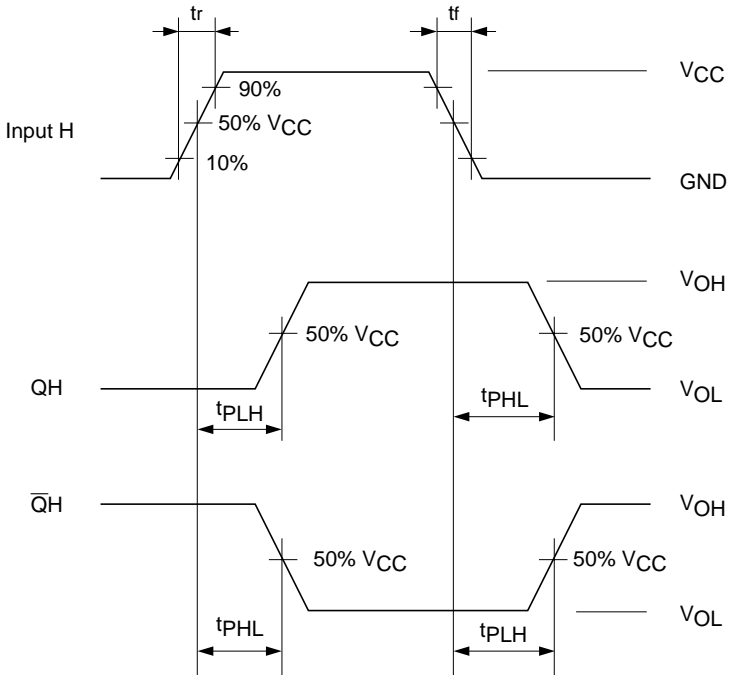 tr
tf
VCC
90%
Input H
50% VCC
10%
GND
VOH
50% VCC
50% VCC
QH
tPLH
tPHL
VOL
Q̅H
VOH
50% VCC
50% VCC
tPHL
tPLH
VOL